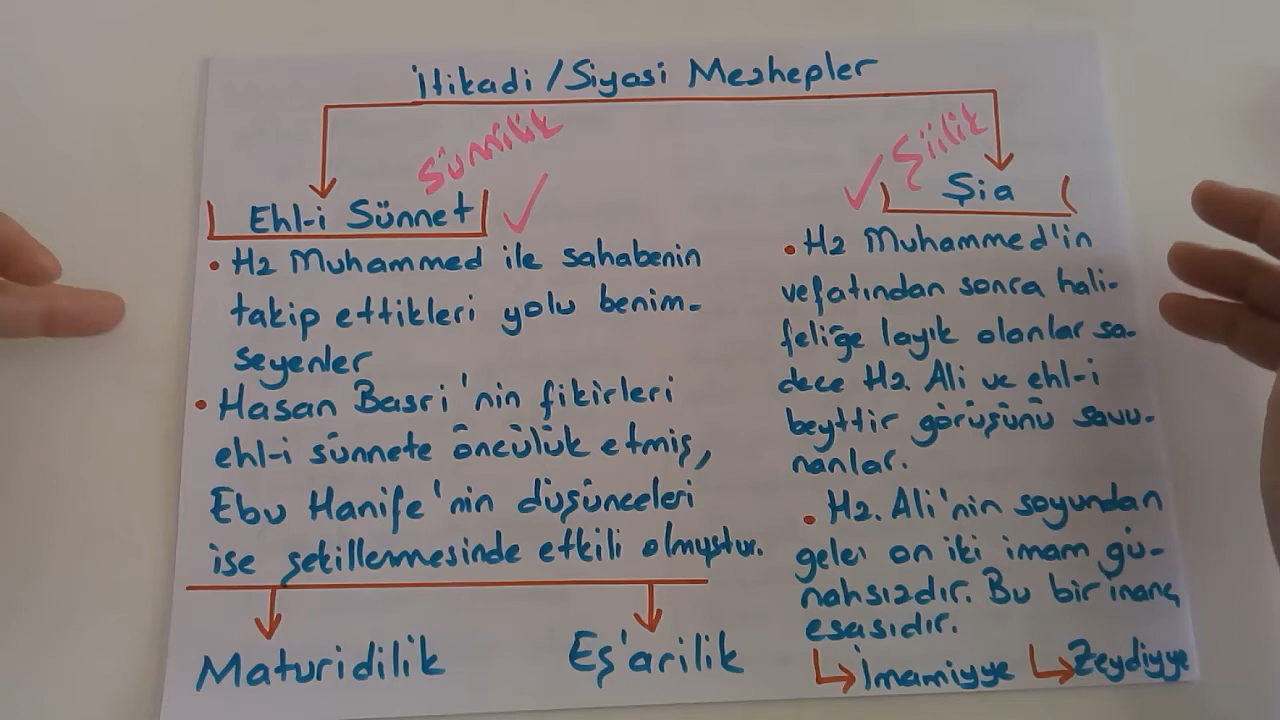 İtikadi/Siyasi Mezhepler
Sünnilik
Ehl-i Sünnet
• Hz Muhammed ile sahabenin
takip ettikleri yolu benim-
seyenler
• Hasan Basri'nin fikirleri
ehl-i sünnete öncülük etmiş,
Ebu Hanife'nin düşünceleri
ise şekillenmesinde etkili olmuştur.
Maturidilik
Eş'arilik
Şiilik
Şia
• Hz Muhammed'in
vefatından sonra hali-
feliğe layık olanlar sa-
dece Hz. Ali ve ehl-i
beyttir görüşünü savu-
nanlar.
• Hz. Ali'nin soyundan
gelen on iki imam gü-
nahsızdır. Bu bir inanç
esasıdır.
İmamiyye
Zeydiyye